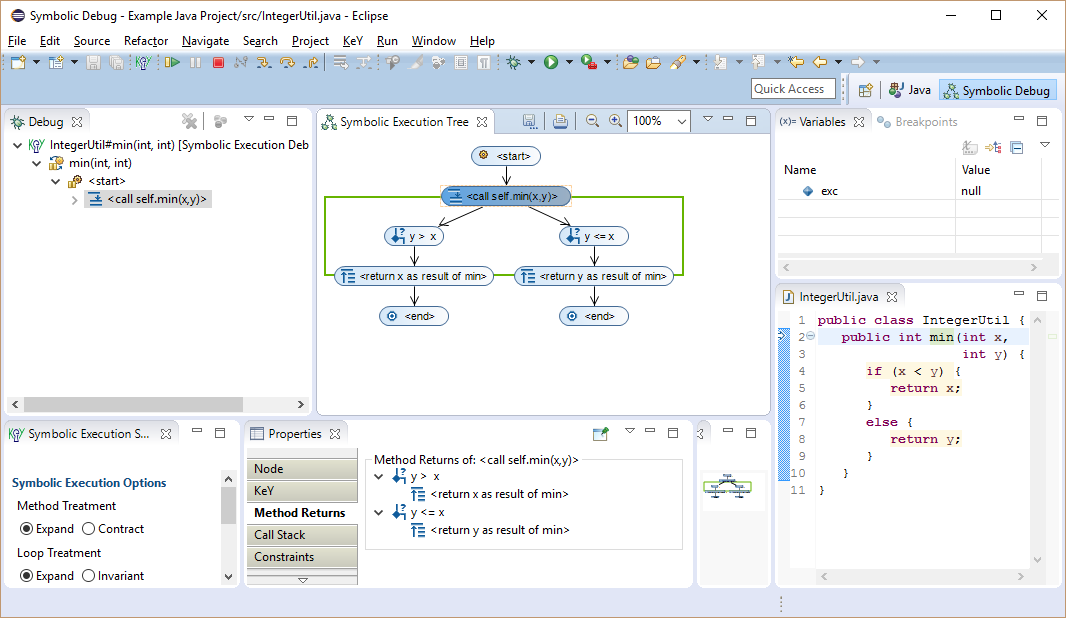 Symbolic Debug - Example Java Project/src/IntegerUtil.java - Eclipse
File Edit Source Refactor Navigate Search Project KeY Run Window Help
Quick Access
Java
Symbolic Debug
Debug
IntegerUtil#min(int, int) [Symbolic Execution Deb
min(int, int)
<start>
<call self.min(x,y)>
Symbolic Execution Tree
100%
<start>
<call self.min(x,y)>
y > x
y <= x
<return x as result of min>
<return y as result of min>
<end>
<end>
(x)= Variables
Breakpoints
Name Value
exc null
IntegerUtil.java
1 public class IntegerUtil {
2 public int min(int x,
3 int y) {
4 if (x < y) {
5 return x;
6 }
7 else {
8 return y;
9 }
10 }
11 }
Symbolic Execution S...
Symbolic Execution Options
Method Treatment
Expand Contract
Loop Treatment
Expand Invariant
Properties
Node
KeY
Method Returns
Call Stack
Constraints
Method Returns of: <call self.min(x,y)>
y > x
<return x as result of min>
y <= x
<return y as result of min>